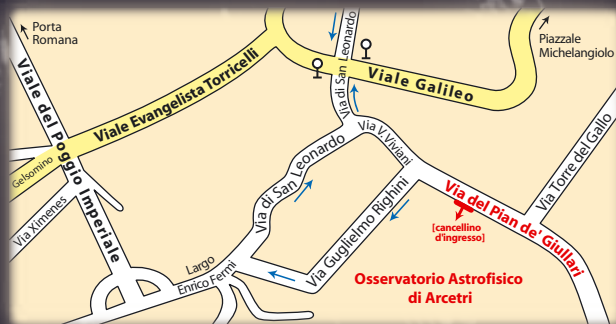 Porta
Romana
Piazzale
Michelangiolo
Viale Evangelista Torricelli
Viale Galileo
Via di San Leonardo
Viale del Poggio Imperiale
Via V.Viviani
Via Torre del Gallo
Gelsomino
Via Ximenes
Via di San Leonardo
Via Guglielmo Righini
Via del Pian de' Giullari
[cancellino
d'ingresso]
Largo
Enrico Fermi
Osservatorio Astrofisico
di Arcetri